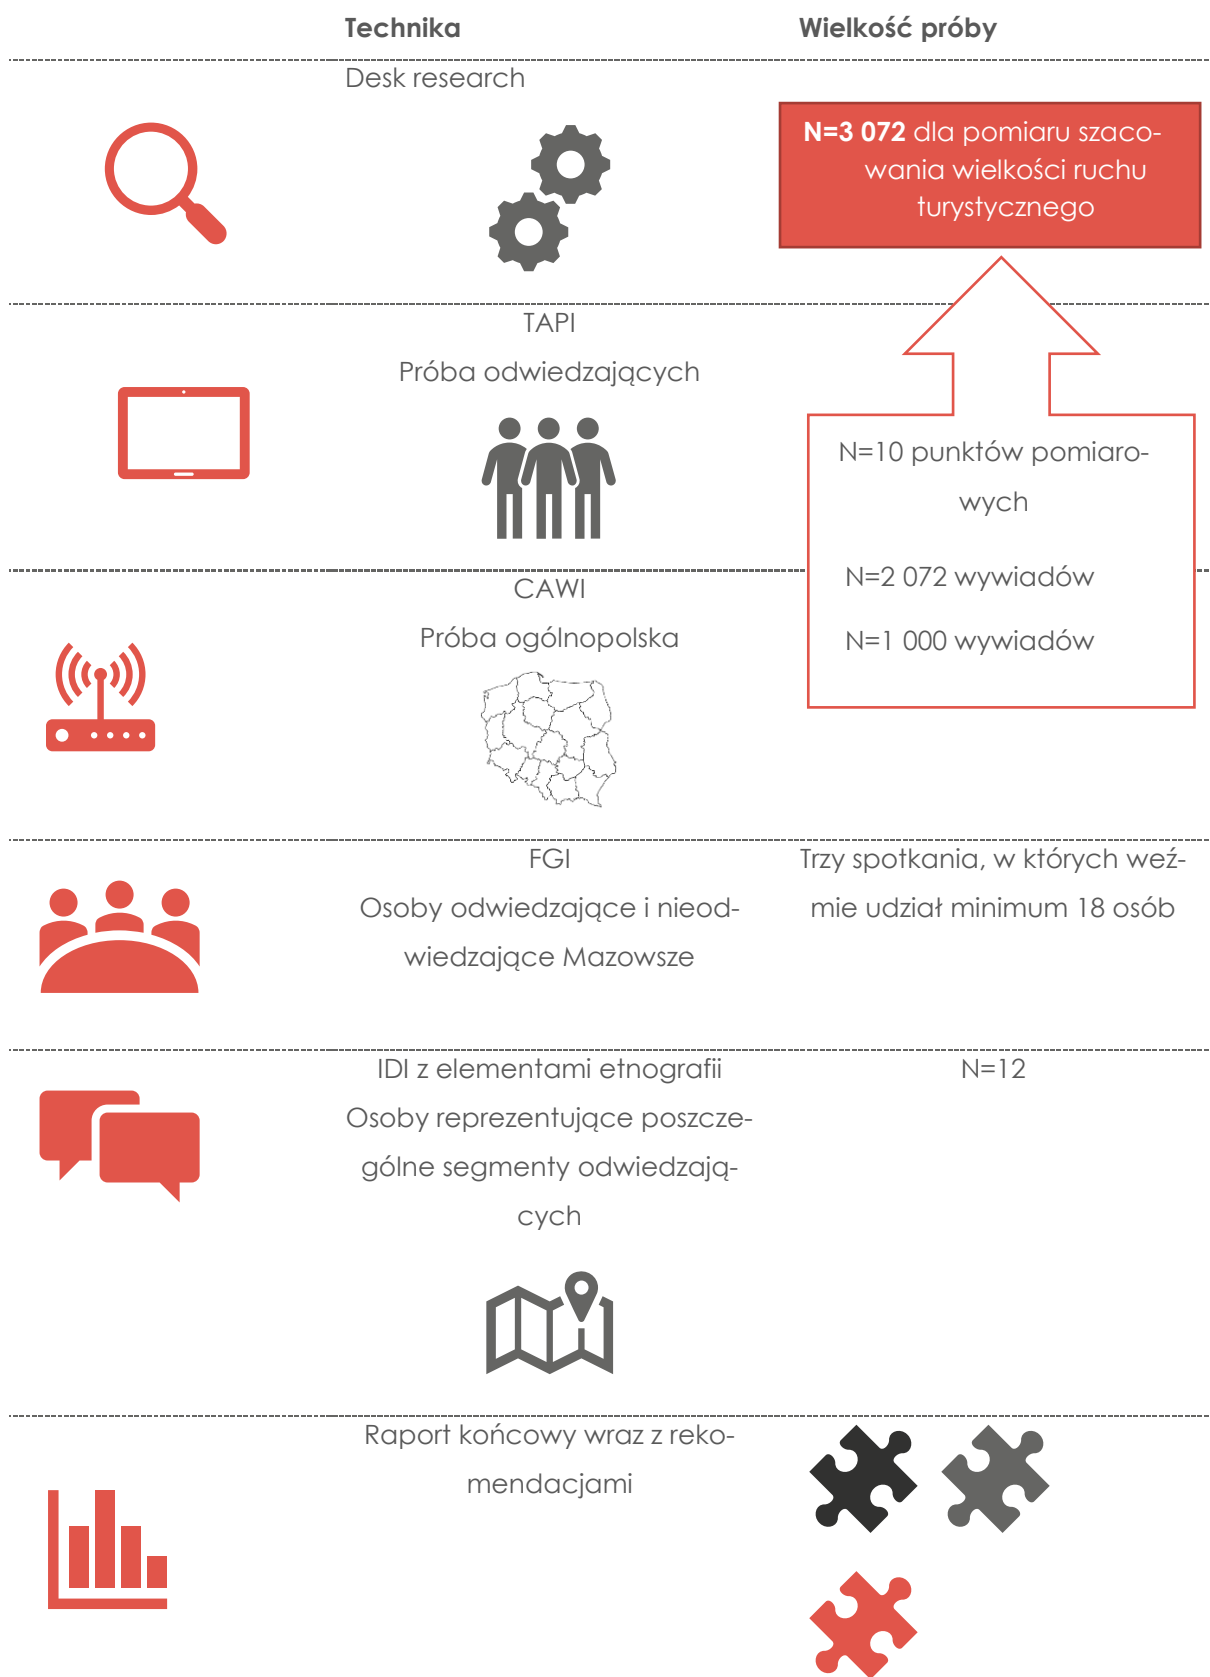 Technika
Wielkość próby
Desk research
N=3 072 dla pomiaru szaco-
wania wielkości ruchu
turystycznego
TAPI
Próba odwiedzających
N=10 punktów pomiaro-
wych
N=2 072 wywiadów
N=1 000 wywiadów
CAWI
Próba ogólnopolska
FGI
Osoby odwiedzające i nieod-
wiedzające Mazowsze
Trzy spotkania, w których weź-
mie udział minimum 18 osób
IDI z elementami etnografii
Osoby reprezentujące poszcze-
gólne segmenty odwiedzają-
cych
N=12
Raport końcowy wraz z reko-
mendacjami